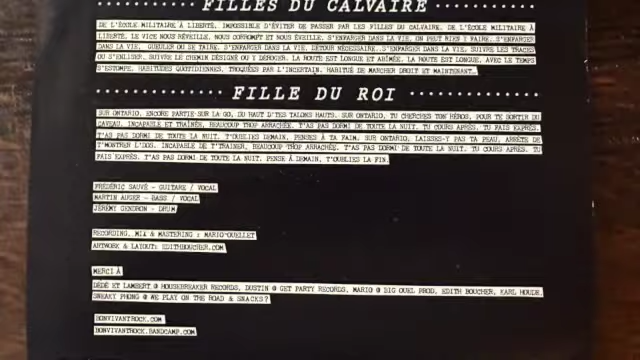 FILLES DU CALVAIRE
DE L'ÉCOLE MILITAIRE À LIBERTÉ. IMPOSSIBLE D'ÉVITER DE PASSER PAR LES FILLES DU CALVAIRE. DE L'ÉCOLE MILITAIRE À
LIBERTÉ. LE VICE NOUS RÉVEILLE. NOUS CORROMPT ET NOUS ÉVEILLE. S'ENFARGER DANS LA VIE. ON PEUT RIEN Y FAIRE. S'ENFARGER
DANS LA VIE. GUEULER OU SE TAIRE. S'ENFARGER DANS LA VIE. DÉTOUR NÉCESSAIRE. S'ENFARGER DANS LA VIE. SUIVRE LES TRACES
OU S'ENLISER. SUIVRE LE CHEMIN DÉSIGNÉ OU Y DÉROGER. LA ROUTE EST LONGUE ET ABÎMÉE. LA ROUTE EST LONGUE. AVEC LE TEMPS
S'ESTOMPE. HABITUDES QUOTIDIENNES. TROQUÉES PAR L'INCERTAIN. HABITUÉ DE MARCHER DROIT ET MAINTENANT…
FILLE DU ROI
SUR ONTARIO. ENCORE PARTIE SUR LA GO. DU HAUT D'TES TALONS HAUTS. SUR ONTARIO. TU CHERCHES TON HÉROS. POUR TE SORTIR DU
CAVEAU. INCAPABLE ET TRAÎNÉE. BEAUCOUP TROP ARRACHÉE. T'AS PAS DORMI DE TOUTE LA NUIT. TU COURS APRÈS. TU FAIS EXPRÈS.
T'AS PAS DORMI DE TOUTE LA NUIT. T'OUBLIES DEMAIN. PENSES À TA FAIM. SUR ONTARIO. LAISSES-Y PAS TA PEAU. ARRÊTE DE
T'MONTRER L'DOS. INCAPABLE DE T'TRAINER. BEAUCOUP TROP ARRACHÉE. T'AS PAS DORMI DE TOUTE LA NUIT. TU COURS APRÈS. TU
FAIS EXPRÈS. T'AS PAS DORMI DE TOUTE LA NUIT. PENSE À DEMAIN. T'OUBLIES LA FIN.
FRÉDÉRIC SAUVÉ - GUITARE / VOCAL
MARTIN AUGER - BASS / VOCAL
JÉRÉMY GENDRON - DRUM
RECORDING, MIX & MASTERING : MARIO OUELLET
ARTWORK & LAYOUT: EDITHBOUCHER.COM
MERCI À
DÉDÉ ET LAMBERT @ HOUSEBREAKER RECORDS, DUSTIN @ GET PARTY RECORDS, MARIO @ BIG OUEL PROD, EDITH BOUCHER, KARL HOUDE,
SNEAKY PHONG @ WE PLAY ON THE ROAD & SNACKS?
BONVIVANTROCK.COM
BONVIVANTROCK.BANDCAMP.COM